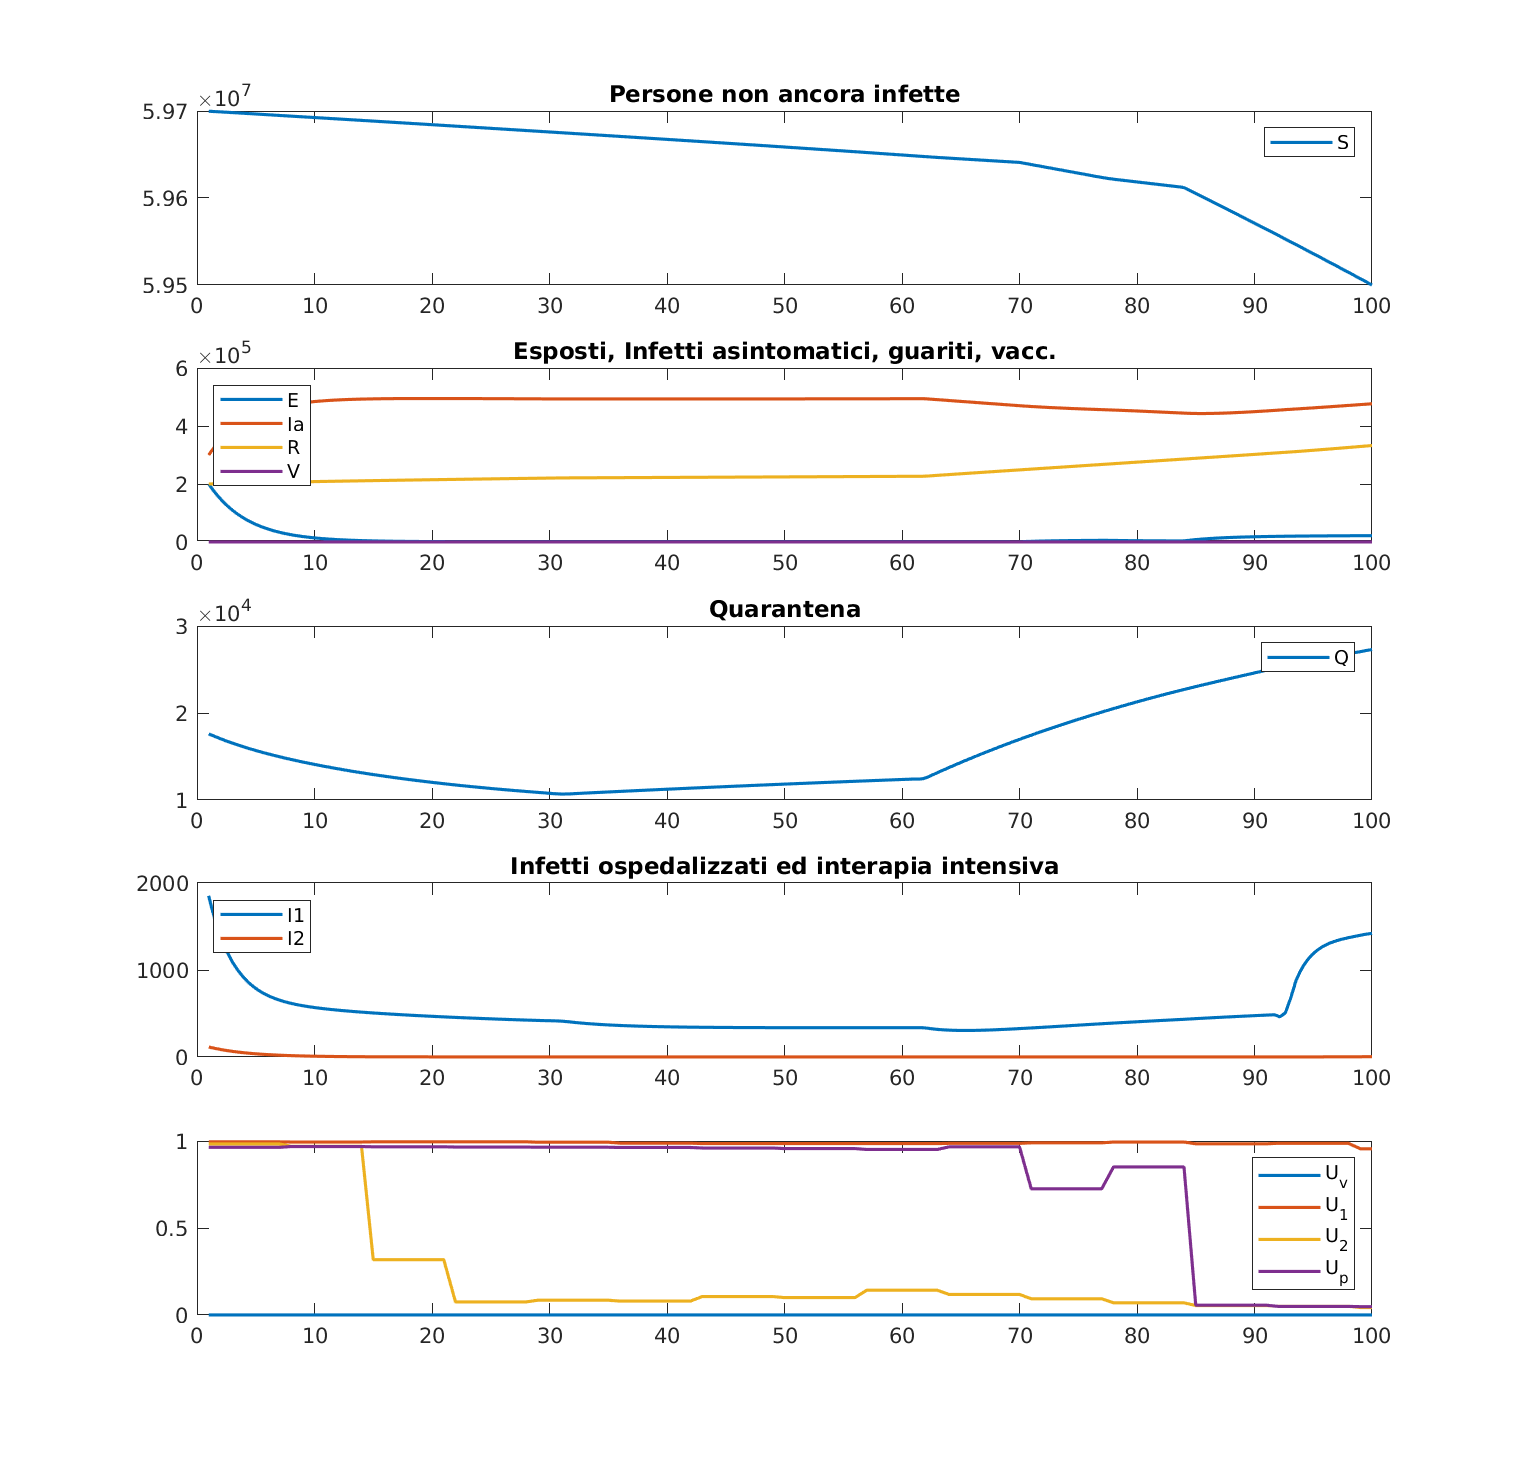 Persone non ancora infette
×10^7
5.97
5.96
5.95
S
0 10 20 30 40 50 60 70 80 90 100
Esposti, Infetti asintomatici, guariti, vacc.
×10^5
6
4
2
0
E
Ia
R
V
0 10 20 30 40 50 60 70 80 90 100
Quarantena
×10^4
3
2
1
Q
0 10 20 30 40 50 60 70 80 90 100
Infetti ospedalizzati ed interapia intensiva
2000
1000
0
I1
I2
0 10 20 30 40 50 60 70 80 90 100
1
0.5
0
U_v
U_1
U_2
U_p
0 10 20 30 40 50 60 70 80 90 100